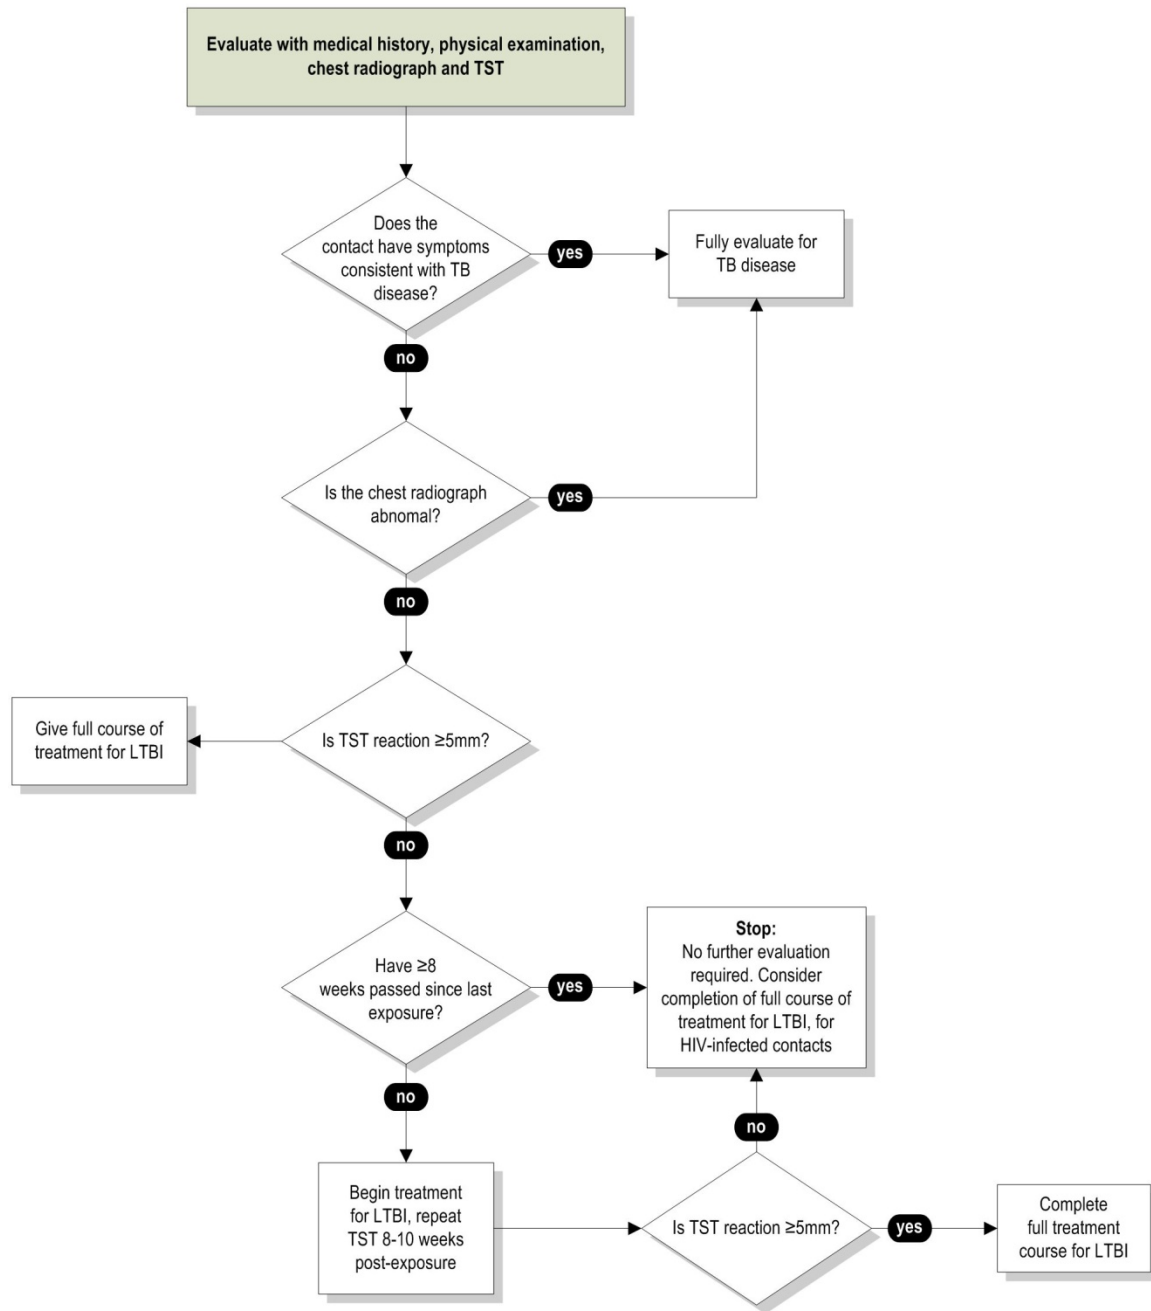 Evaluate with medical history, physical examination,
chest radiograph and TST
Does the
contact have symptoms
consistent with TB
disease?
yes
Fully evaluate for
TB disease
no
Is the chest radiograph
abnomal?
yes
no
Give full course of
treatment for LTBI
Is TST reaction ≥5mm?
no
Have ≥8
weeks passed since last
exposure?
yes
Stop:
No further evaluation
required. Consider
completion of full course of
treatment for LTBI, for
HIV-infected contacts
no
no
Begin treatment
for LTBI, repeat
TST 8-10 weeks
post-exposure
Is TST reaction ≥5mm?
yes
Complete
full treatment
course for LTBI